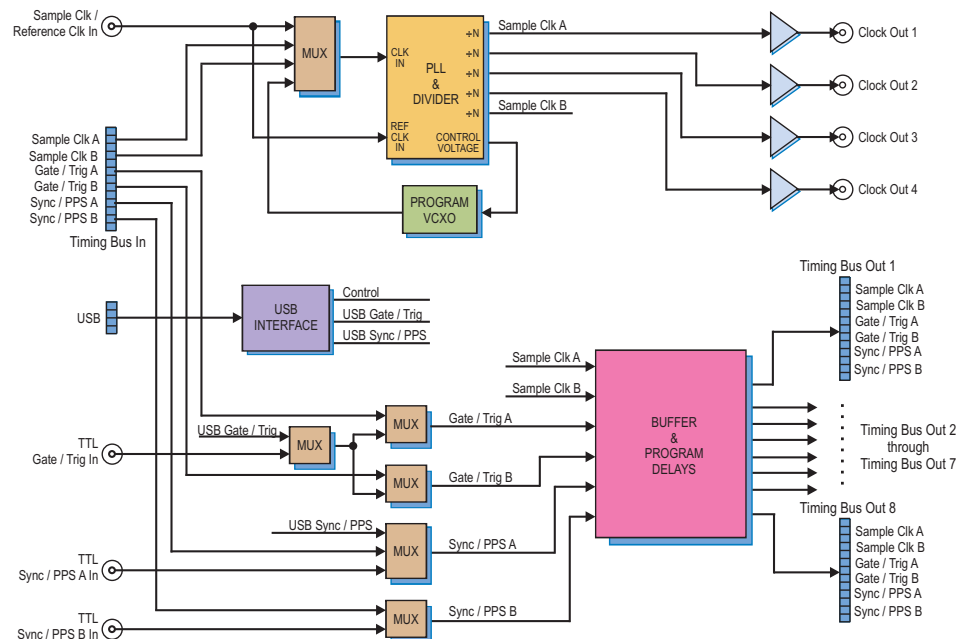 Sample Clk /
Reference Clk In
MUX
CLK
IN
PLL
&
DIVIDER
÷N
÷N
÷N
÷N
÷N
REF
CLK
IN
CONTROL
VOLTAGE
Sample Clk A
Sample Clk B
Clock Out 1
Clock Out 2
Clock Out 3
Clock Out 4
PROGRAM
VCXO
Sample Clk A
Sample Clk B
Gate / Trig A
Gate / Trig B
Sync / PPS A
Sync / PPS B
Timing Bus In
USB
USB
INTERFACE
Control
USB Gate / Trig
USB Sync / PPS
Timing Bus Out 1
Sample Clk A
Sample Clk B
Gate / Trig A
Gate / Trig B
Sync / PPS A
Sync / PPS B
Sample Clk A
Sample Clk B
BUFFER
&
PROGRAM
DELAYS
Timing Bus Out 2
through
Timing Bus Out 7
USB Gate / Trig
TTL
Gate / Trig In
MUX
MUX
Gate / Trig A
MUX
Gate / Trig B
USB Sync / PPS
TTL
Sync / PPS A In
MUX
Sync / PPS A
TTL
Sync / PPS B In
MUX
Sync / PPS B
Timing Bus Out 8
Sample Clk A
Sample Clk B
Gate / Trig A
Gate / Trig B
Sync / PPS A
Sync / PPS B